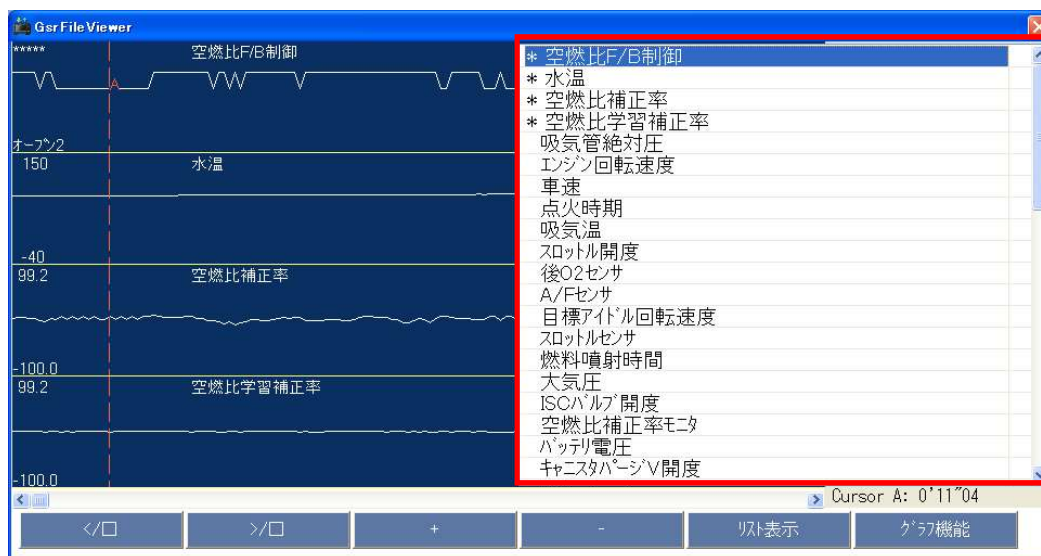 GsrFileViewer
*****
空燃比F/B制御
A
オープン2
150
水温
-40
99.2
空燃比補正率
-100.0
99.2
空燃比学習補正率
-100.0
* 空燃比F/B制御
* 水温
* 空燃比補正率
* 空燃比学習補正率
吸気管絶対圧
エンジン回転速度
車速
点火時期
吸気温
スロットル開度
後O2センサ
A/Fセンサ
目標アイドル回転速度
スロットルセンサ
燃料噴射時間
大気圧
ISCバルブ開度
空燃比補正率モニタ
バッテリ電圧
キャニスタパージV開度
Cursor A: 0'11"04
</口
>/口
+
-
リスト表示
グラフ機能